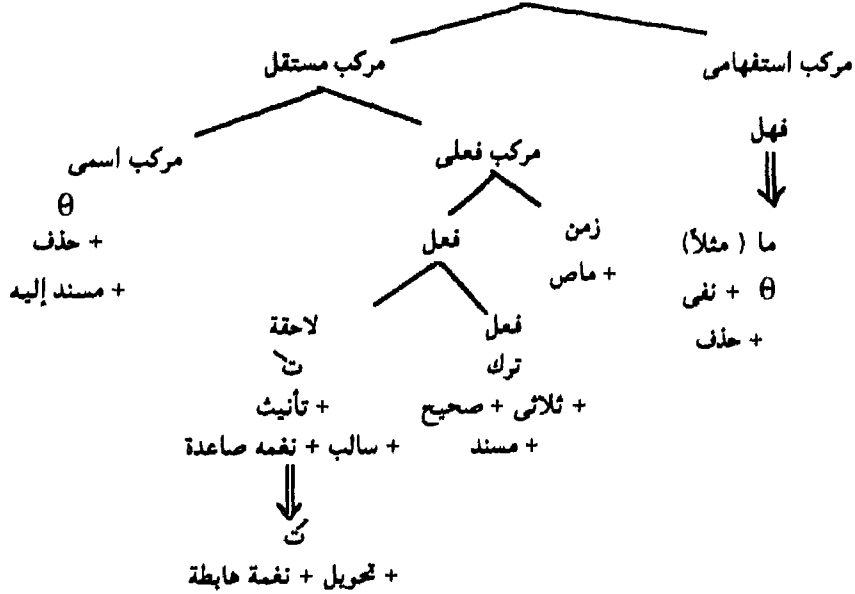 مركب استفهامى
مركب مستقل
فهل
مركب فعلى
مركب اسمى
θ
+ حذف
+ مسند إليه
زمن
+ ماص
فعل
ما ( مثلاً)
θ + نفى
+ حذف
فعل
ترك
+ ثلاثى + صحيح
+ مسند
لاحقة
ت
+ تأنيث
+ سالب + نغمه صاعدة
تَ
+ تحويل + نغمة هابطة